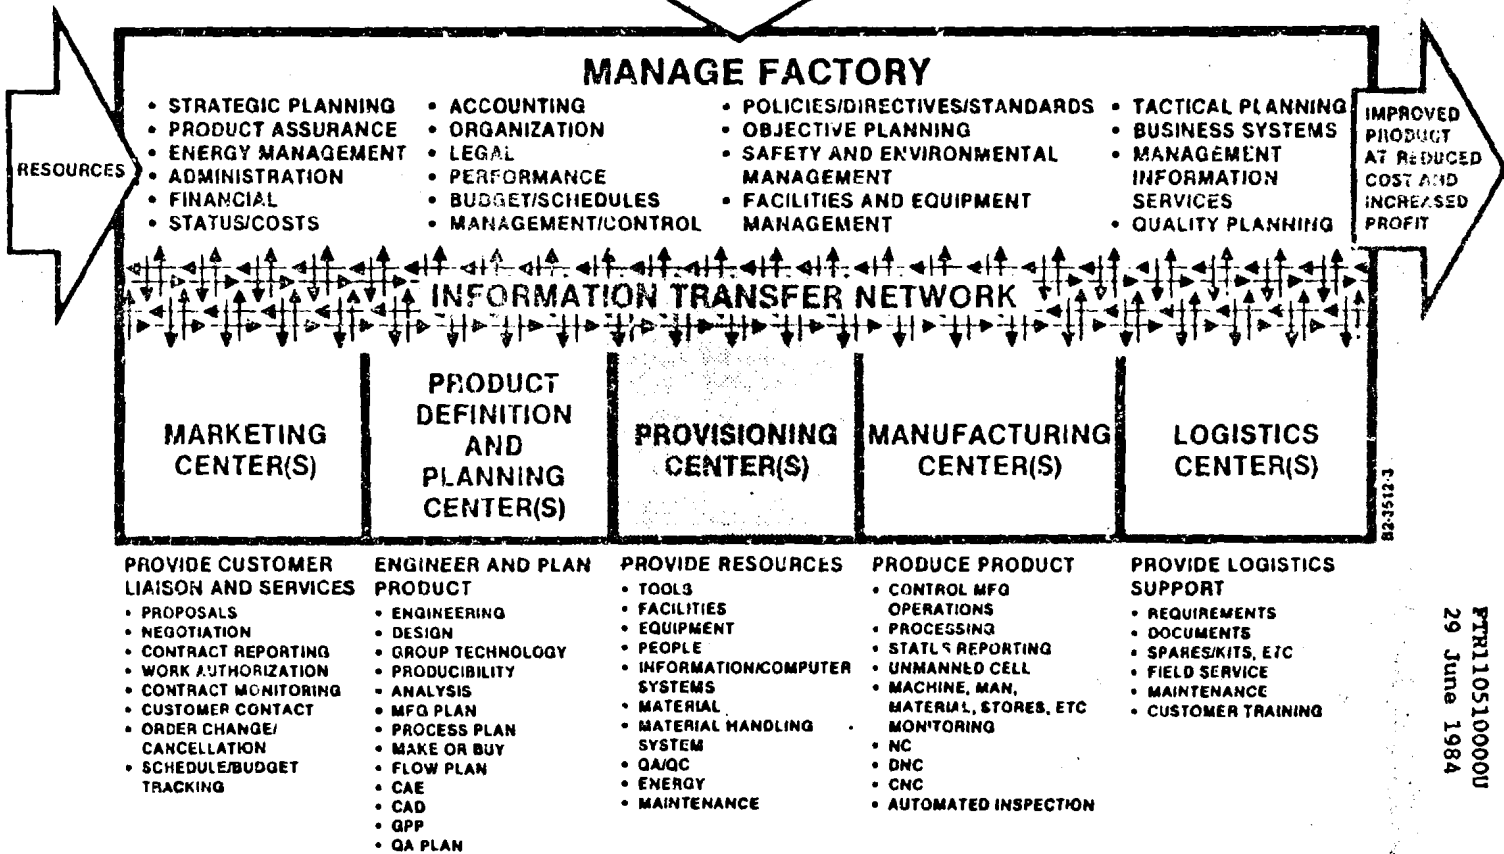 MANAGE FACTORY
• STRATEGIC PLANNING
• PRODUCT ASSURANCE
• ENERGY MANAGEMENT
• ADMINISTRATION
• FINANCIAL
• STATUS/COSTS
• ACCOUNTING
• ORGANIZATION
• LEGAL
• PERFORMANCE
• BUDGET/SCHEDULES
• MANAGEMENT/CONTROL
• POLICIES/DIRECTIVES/STANDARDS
• OBJECTIVE PLANNING
• SAFETY AND ENVIRONMENTAL
MANAGEMENT
• FACILITIES AND EQUIPMENT
MANAGEMENT
• TACTICAL PLANNING
• BUSINESS SYSTEMS
• MANAGEMENT
INFORMATION
SERVICES
• QUALITY PLANNING
RESOURCES
IMPROVED
PRODUCT
AT REDUCED
COST AND
INCREASED
PROFIT
INFORMATION TRANSFER NETWORK
MARKETING
CENTER(S)
PRODUCT
DEFINITION
AND
PLANNING
CENTER(S)
PROVISIONING
CENTER(S)
MANUFACTURING
CENTER(S)
LOGISTICS
CENTER(S)
82-3512-3
PROVIDE CUSTOMER
LIAISON AND SERVICES
• PROPOSALS
• NEGOTIATION
• CONTRACT REPORTING
• WORK AUTHORIZATION
• CONTRACT MONITORING
• CUSTOMER CONTACT
• ORDER CHANGE/
CANCELLATION
• SCHEDULE/BUDGET
TRACKING
ENGINEER AND PLAN
PRODUCT
• ENGINEERING
• DESIGN
• GROUP TECHNOLOGY
• PRODUCIBILITY
• ANALYSIS
• MFG PLAN
• PROCESS PLAN
• MAKE OR BUY
• FLOW PLAN
• CAE
• CAD
• GPP
• QA PLAN
PROVIDE RESOURCES
• TOOLS
• FACILITIES
• EQUIPMENT
• PEOPLE
• INFORMATION/COMPUTER
SYSTEMS
• MATERIAL
• MATERIAL HANDLING
SYSTEM
• QA/QC
• ENERGY
• MAINTENANCE
PRODUCE PRODUCT
• CONTROL MFG
OPERATIONS
• PROCESSING
• STATUS REPORTING
• UNMANNED CELL
• MACHINE, MAN,
MATERIAL, STORES, ETC
MONITORING
• NC
• DNC
• CNC
• AUTOMATED INSPECTION
PROVIDE LOGISTICS
SUPPORT
• REQUIREMENTS
• DOCUMENTS
• SPARES/KITS, ETC
• FIELD SERVICE
• MAINTENANCE
• CUSTOMER TRAINING
FTR110510000U
29 June 1984